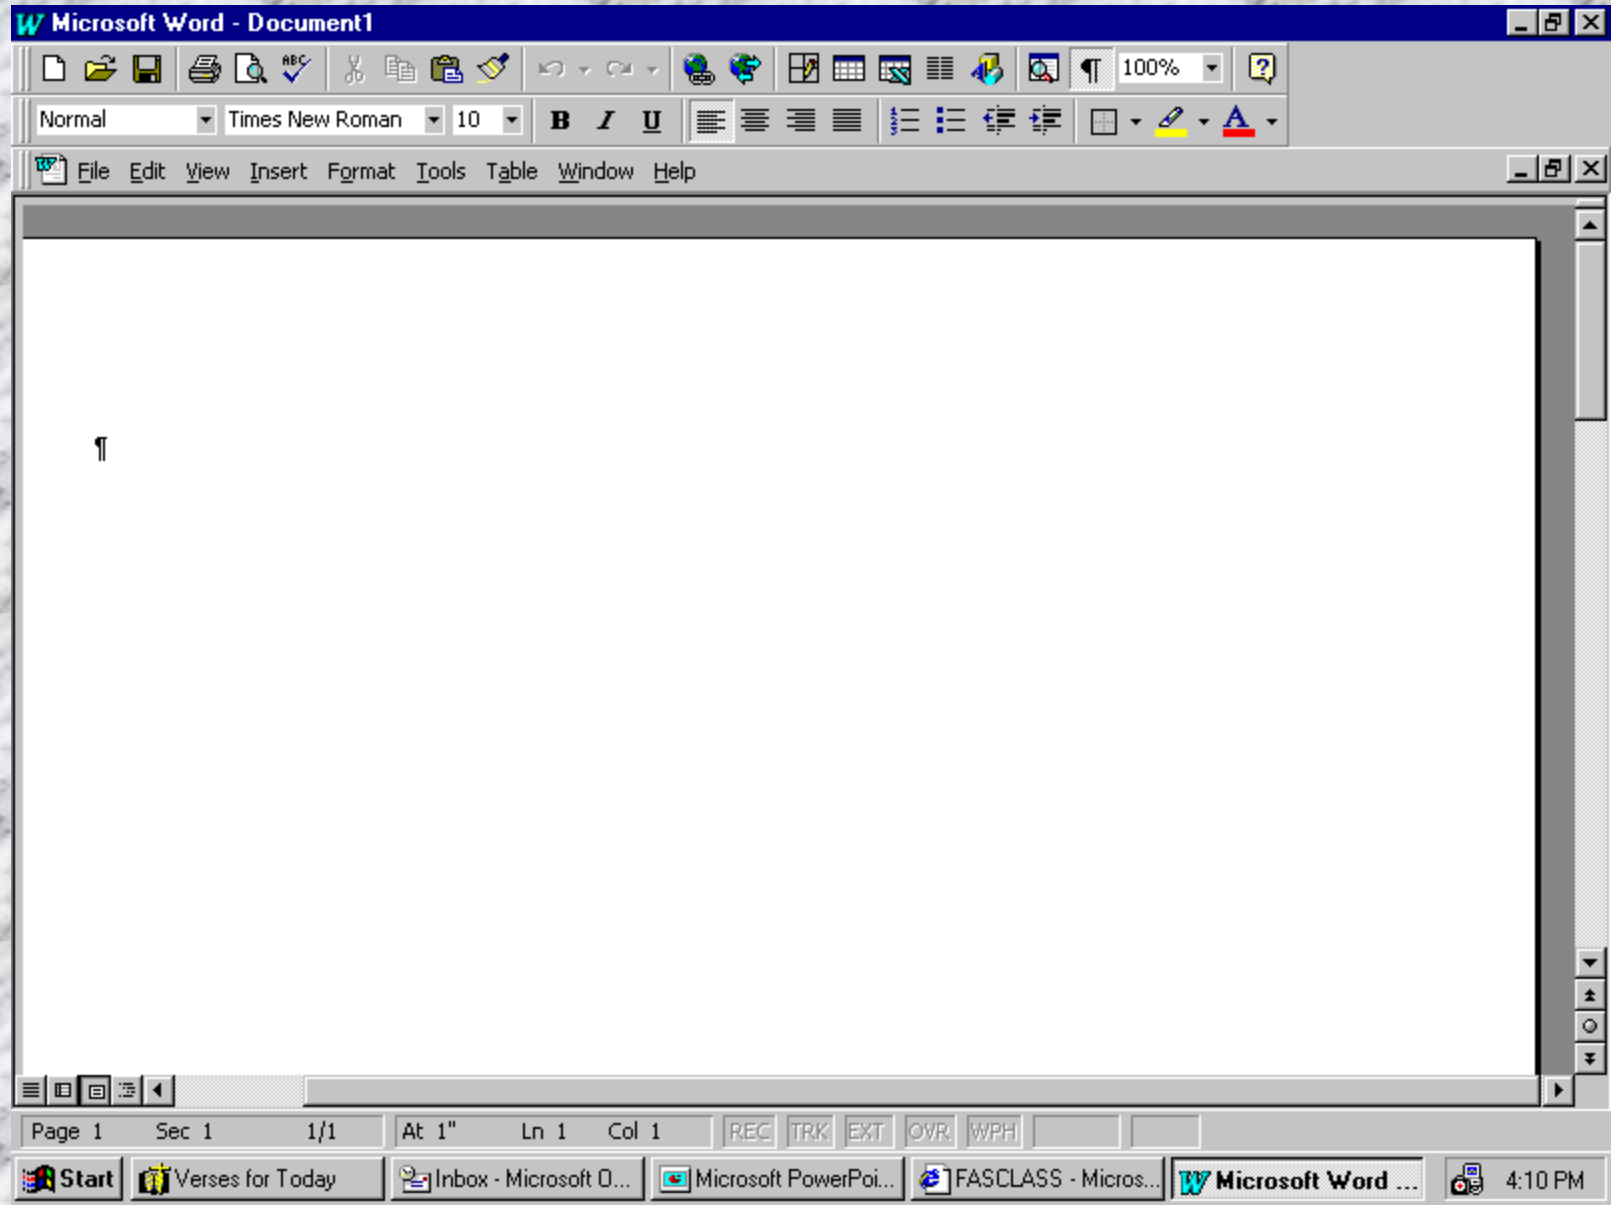 Microsoft Word - Document1
ABC 100%
Normal Times New Roman 10 B I U A
File Edit View Insert Format Tools Table Window Help
¶
Page 1 Sec 1 1/1 At 1" Ln 1 Col 1 REC TRK EXT OVR WPH
Start Verses for Today Inbox - Microsoft O... Microsoft PowerPoi... FASCLASS - Micros... Microsoft Word ... 4:10 PM